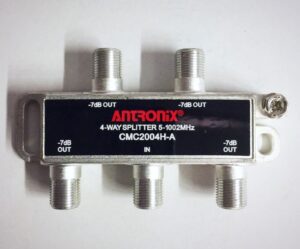 -7dB OUT -7dB OUT
ANTRONIX
4-WAY SPLITTER 5-1002MHz
CMC2004H-A
-7dB OUT
IN
-7dB OUT